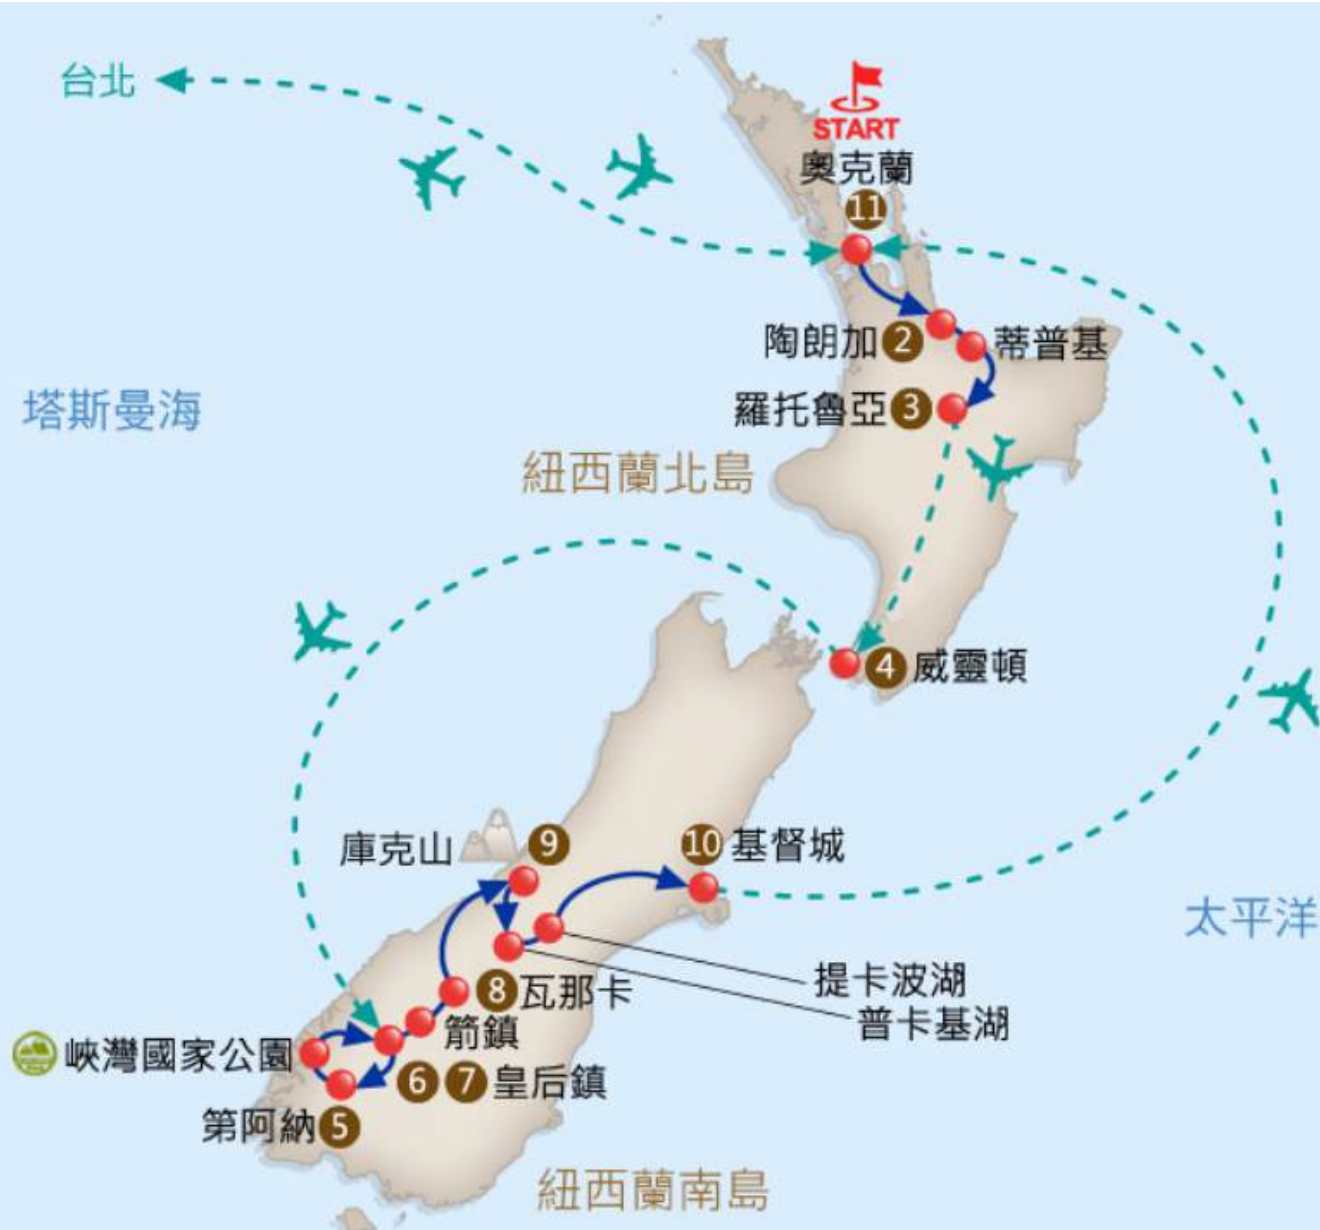 台北
START
奧克蘭
11
陶朗加 2
蒂普基
羅托魯亞 3
塔斯曼海
紐西蘭北島
4 威靈頓
庫克山
9
10 基督城
太平洋
提卡波湖
8 瓦那卡
普卡基湖
箭鎮
峽灣國家公園
6 7 皇后鎮
第阿納 5
紐西蘭南島